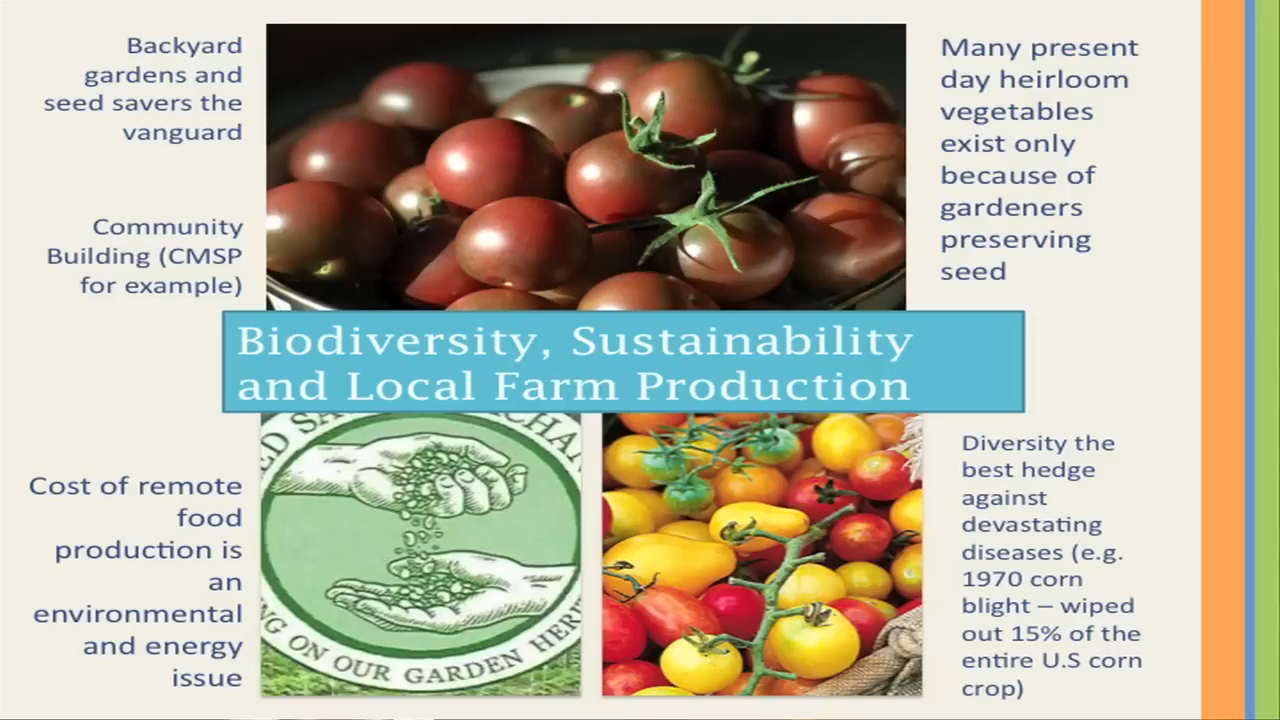 Backyard
gardens and
seed savers the
vanguard
Community
Building (CMSP
for example)
Many present
day heirloom
vegetables
exist only
because of
gardeners
preserving
seed
Biodiversity, Sustainability
and Local Farm Production
Cost of remote
food
production is
an
environmental
and energy
issue
ON OUR GARDEN
Diversity the
best hedge
against
devastating
diseases (e.g.
1970 corn
blight – wiped
out 15% of the
entire U.S corn
crop)